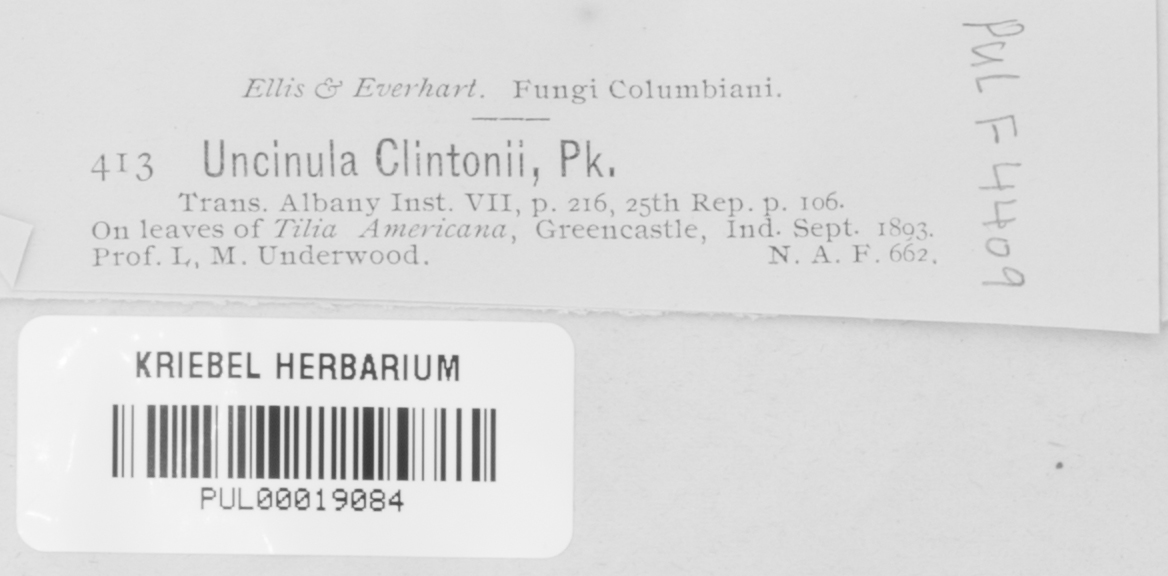 Ellis & Everhart. Fungi Columbiani.
413 Uncinula Clintonii, Pk.
Trans. Albany Inst. VII, p. 216, 25th Rep. p. 106.
On leaves of Tilia Americana, Greencastle, Ind. Sept. 1893.
Prof. L. M. Underwood. N. A. F. 662.
PUL F4409
KRIEBEL HERBARIUM
PUL00019084